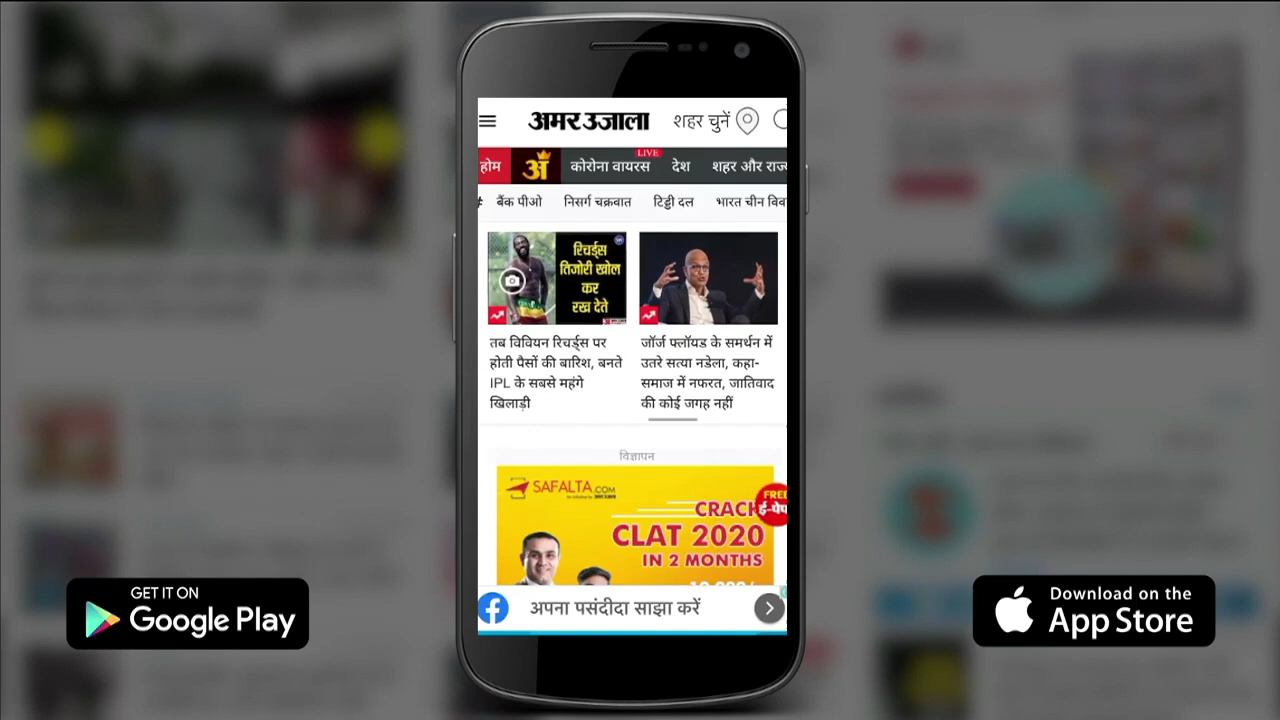 अमर उजाला
शहर चुनें
LIVE
होम
अ
कोरोना वायरस
देश
शहर और राज्य
# बैंक पीओ
निसर्ग चक्रवात
टिड्डी दल
भारत चीन विवा
रिचर्ड्स
तिजोरी खोल
कर
रख देते
तब विवियन रिचर्ड्स पर
होती पैसों की बारिश, बनते
IPL के सबसे महंगे
खिलाड़ी
जॉर्ज फ्लॉयड के समर्थन में
उतरे सत्या नडेला, कहा-
समाज में नफरत, जातिवाद
की कोई जगह नहीं
विज्ञापन
SAFALTA.COM
CRACK
CLAT 2020
IN 2 MONTHS
FREE
ई-पेप
अपना पसंदीदा साझा करें
GET IT ON
Google Play
Download on the
App Store